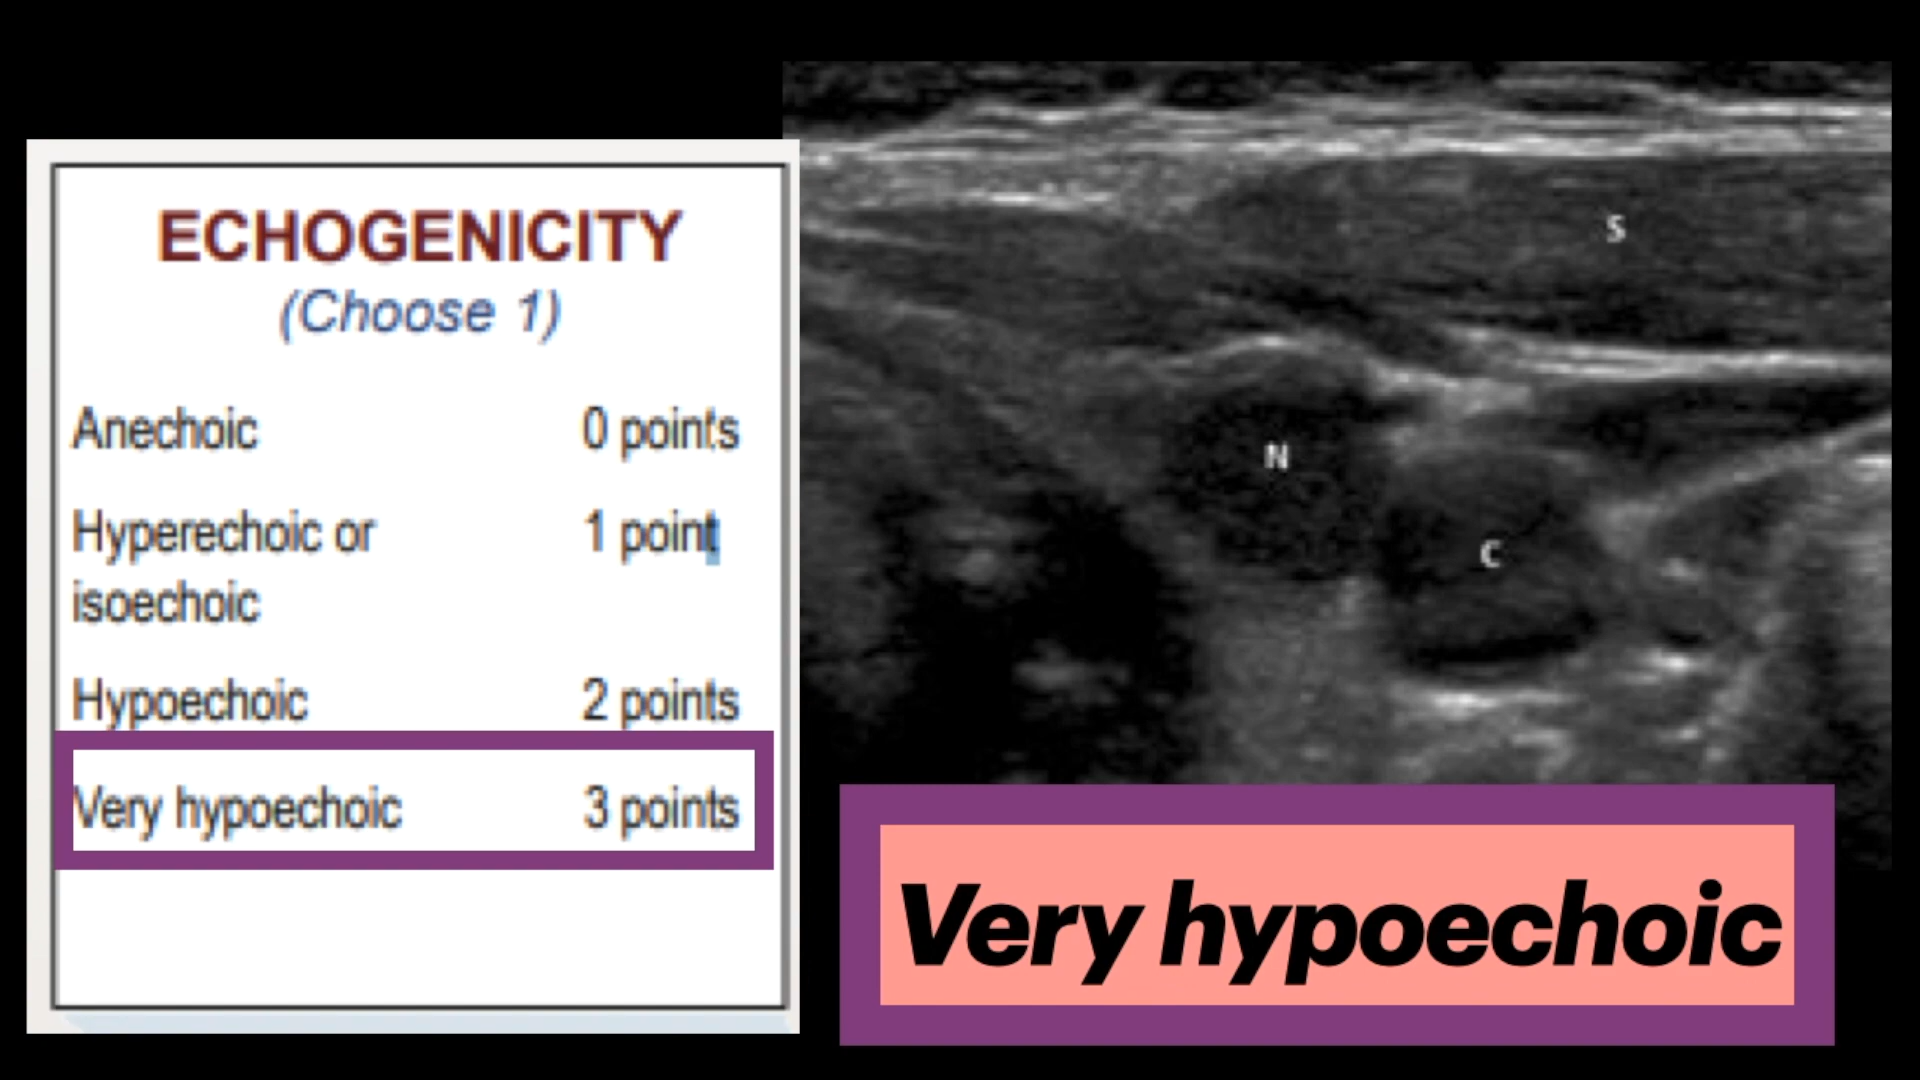 ECHOGENICITY
(Choose 1)
Anechoic 0 points
Hyperechoic or 1 point
isoechoic
Hypoechoic 2 points
Very hypoechoic 3 points
S
N
C
Very hypoechoic